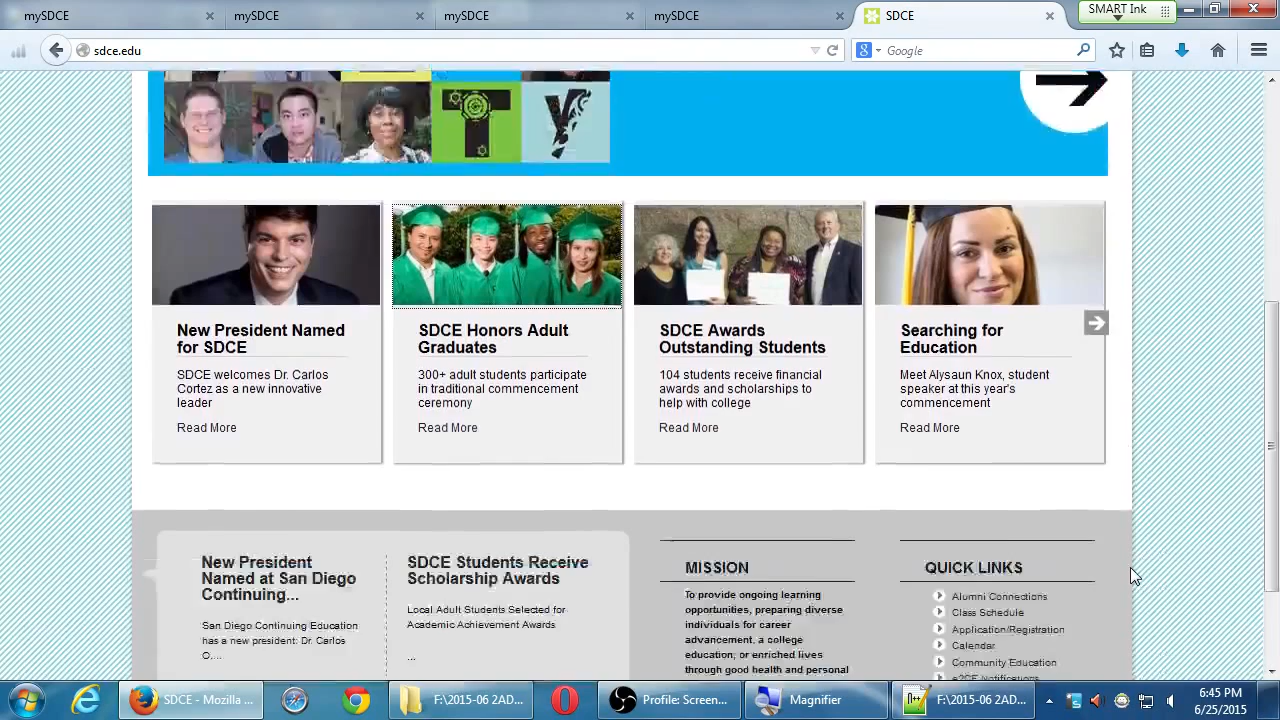 mySDCE
mySDCE
mySDCE
mySDCE
SDCE
SMART Ink
sdce.edu
Google
T
y
New President Named
for SDCE
SDCE welcomes Dr. Carlos
Cortez as a new innovative
leader
Read More
SDCE Honors Adult
Graduates
300+ adult students participate
in traditional commencement
ceremony
Read More
SDCE Awards
Outstanding Students
104 students receive financial
awards and scholarships to
help with college
Read More
Searching for
Education
Meet Alysaun Knox, student
speaker at this year's
commencement
Read More
New President
Named at San Diego
Continuing...
San Diego Continuing Education
has a new president: Dr. Carlos
O....
SDCE Students Receive
Scholarship Awards
Local Adult Students Selected for
Academic Achievement Awards
...
MISSION
To provide ongoing learning
opportunities, preparing diverse
individuals for career
advancement, a college
education, or enriched lives
through good health and personal
QUICK LINKS
Alumni Connections
Class Schedule
Application/Registration
Calendar
Community Education
e2CE Notifications
SDCE - Mozilla ...
F:\2015-06 2AD...
Profile: Screen...
Magnifier
F:\2015-06 2AD...
6:45 PM
6/25/2015